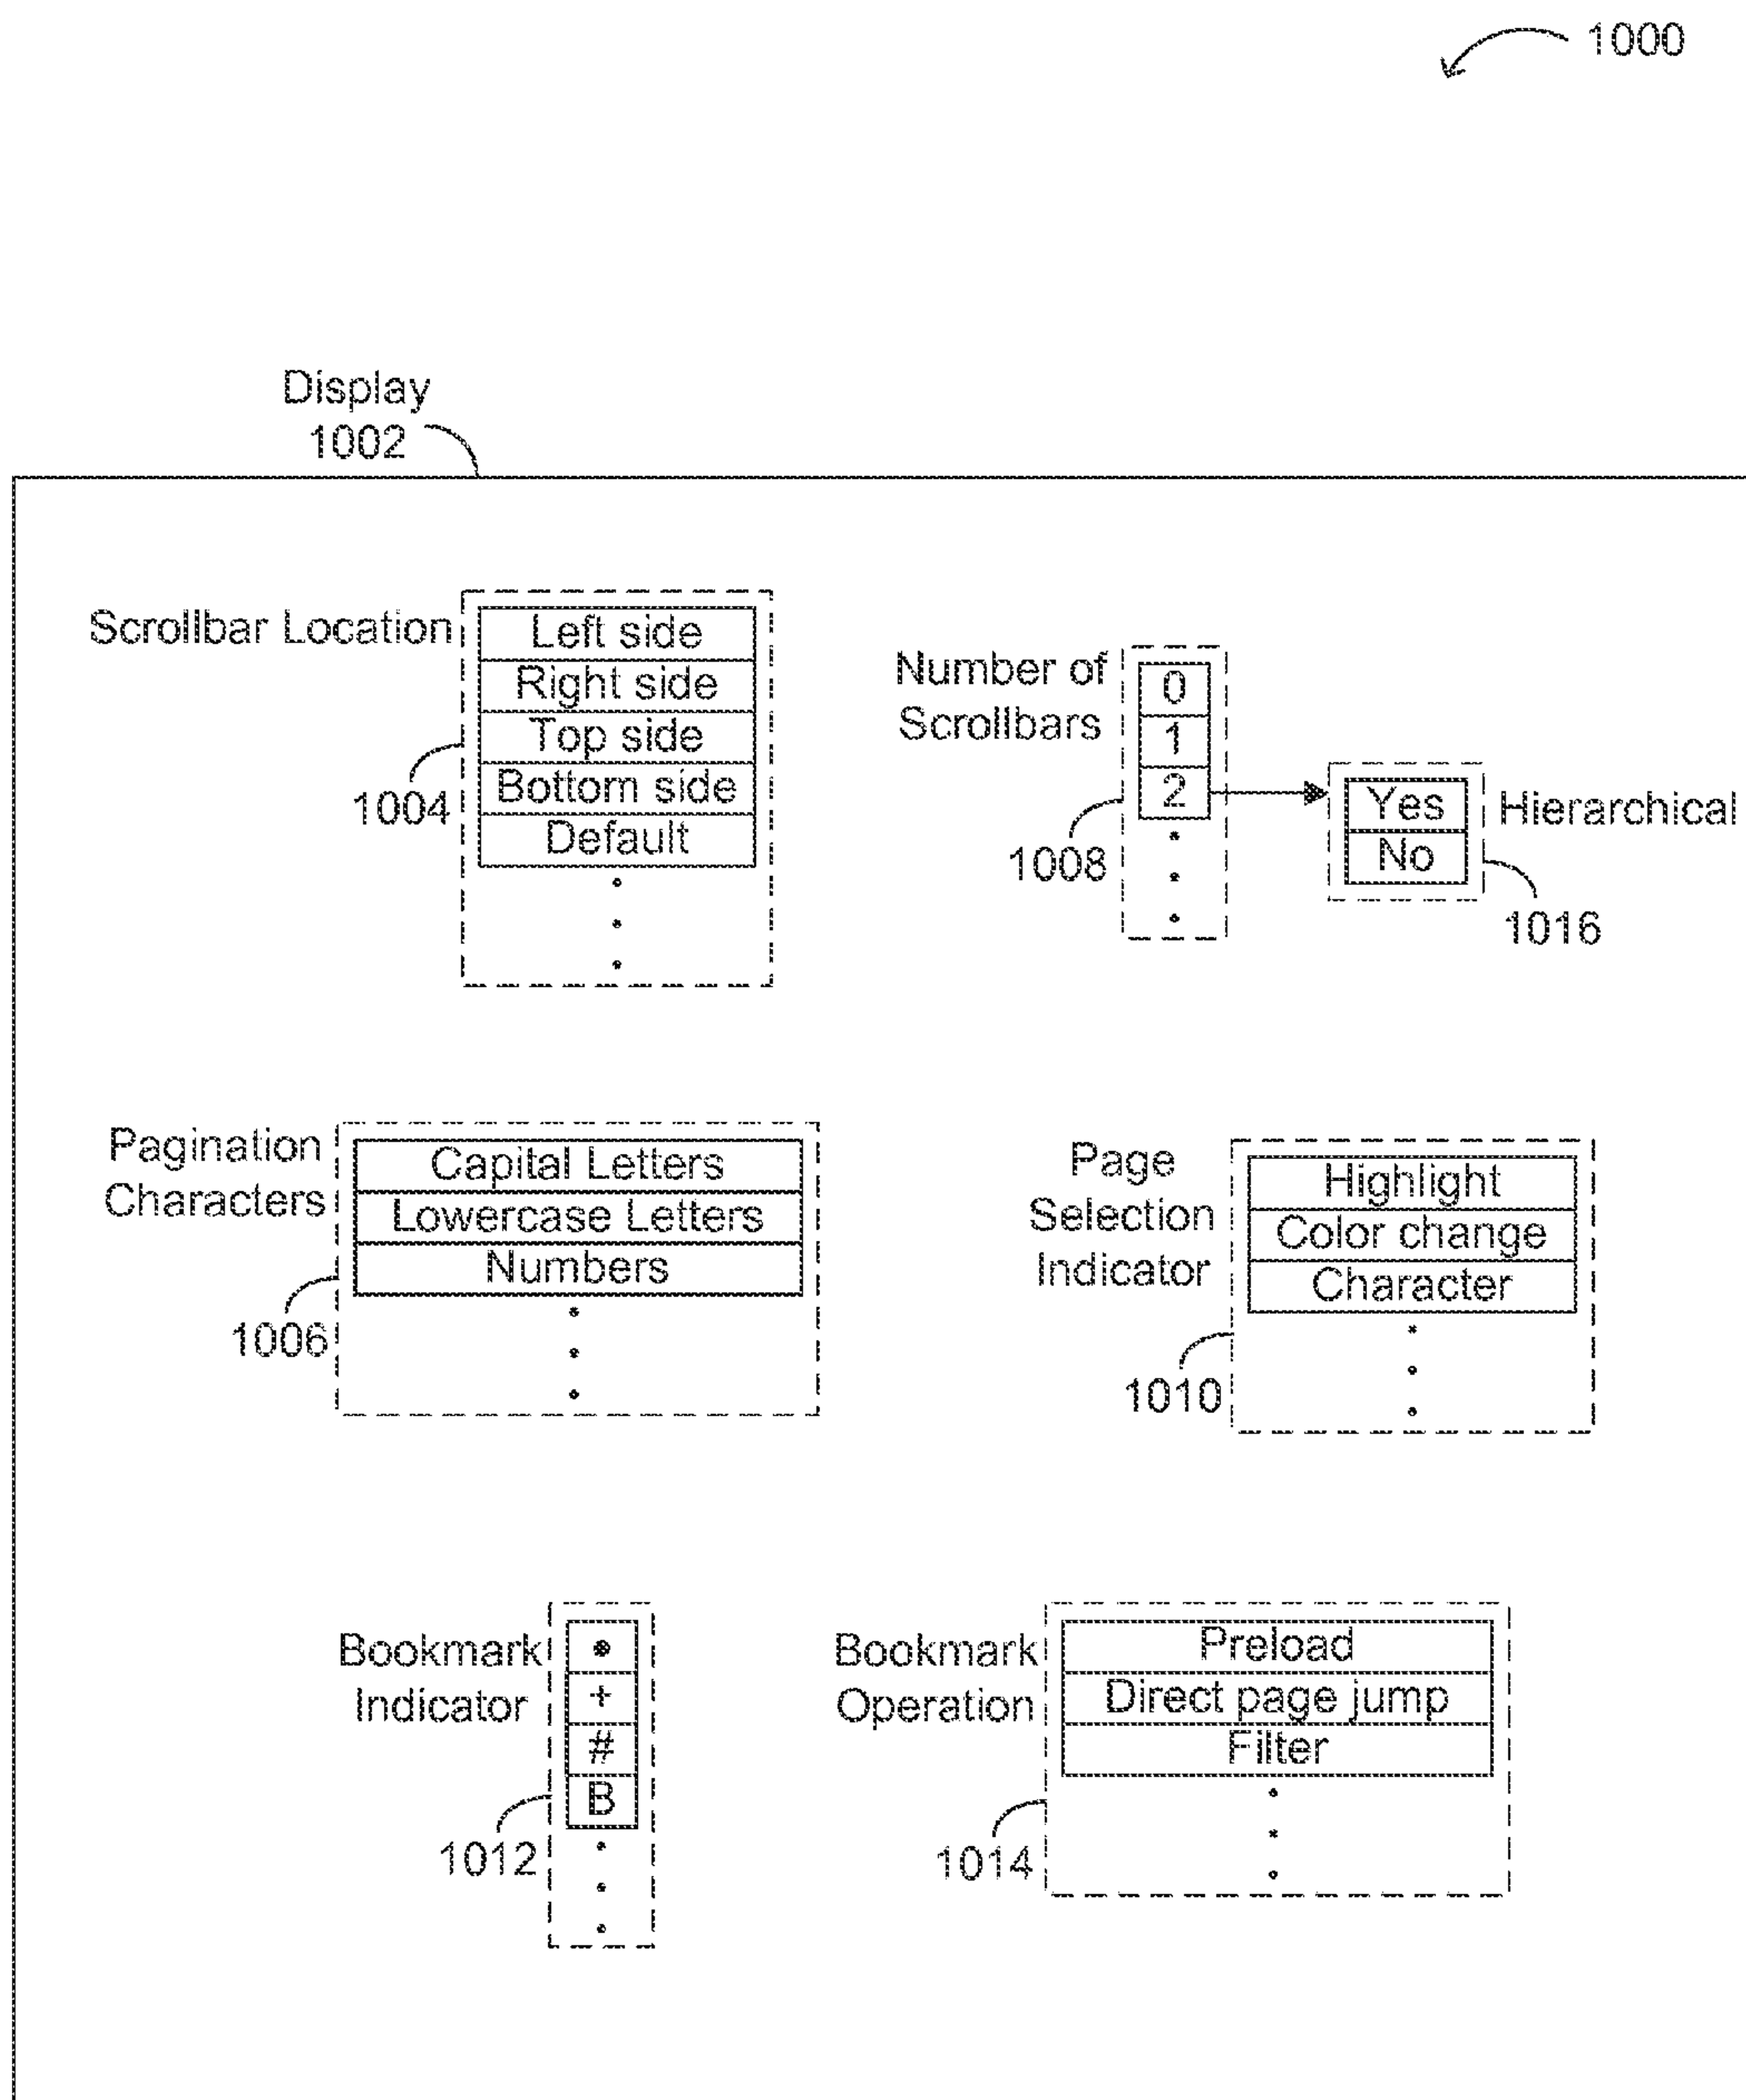 1000
Display
1002
Scrollbar Location
Left side
Right side
Top side
Bottom side
Default
1004
Number of
Scrollbars
0
1
2
1008
Yes
No
Hierarchical
1016
Pagination
Characters
Capital Letters
Lowercase Letters
Numbers
1006
Page
Selection
Indicator
Highlight
Color change
Character
1010
Bookmark
Indicator
•
+
#
B
1012
Bookmark
Operation
Preload
Direct page jump
Filter
1014